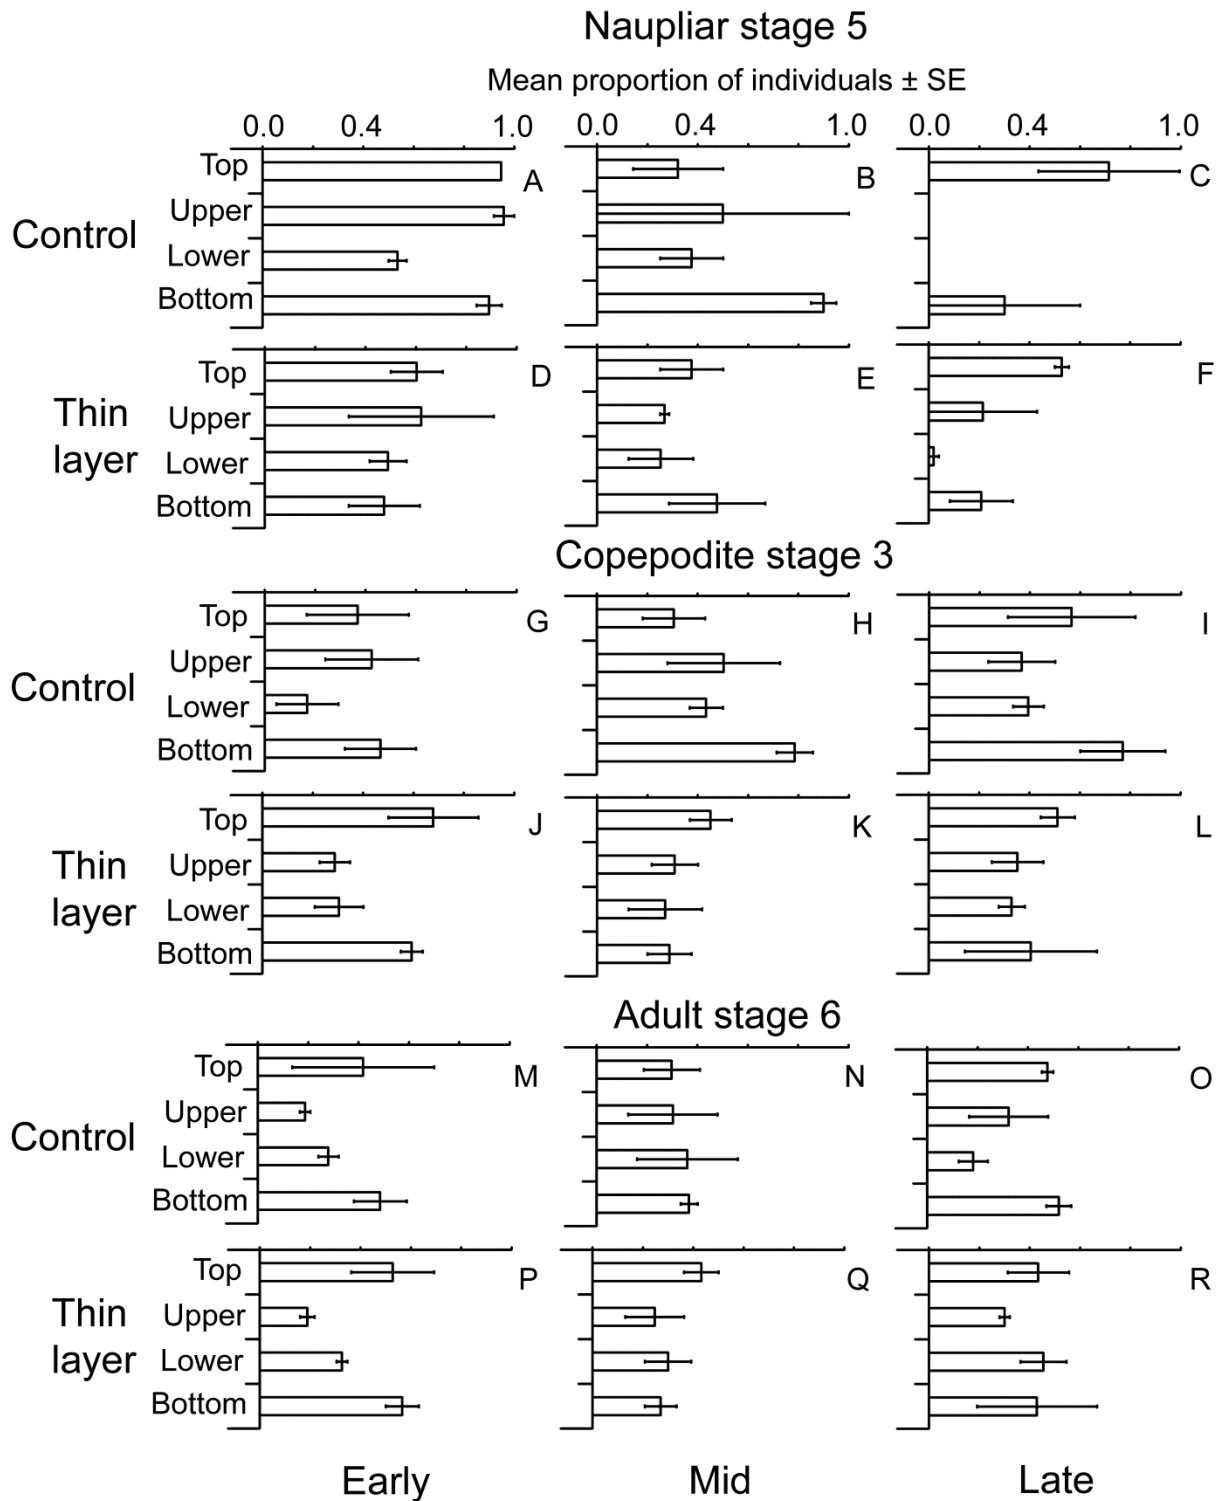 Naupliar stage 5
Mean proportion of individuals ± SE
0.0 0.4 1.0 0.0 0.4 1.0 0.0 0.4 1.0
Control
Top
Upper
Lower
Bottom
A
B
C
Thin
layer
Top
Upper
Lower
Bottom
D
E
F
Copepodite stage 3
Control
Top
Upper
Lower
Bottom
G
H
I
Thin
layer
Top
Upper
Lower
Bottom
J
K
L
Adult stage 6
Control
Top
Upper
Lower
Bottom
M
N
O
Thin
layer
Top
Upper
Lower
Bottom
P
Q
R
Early Mid Late